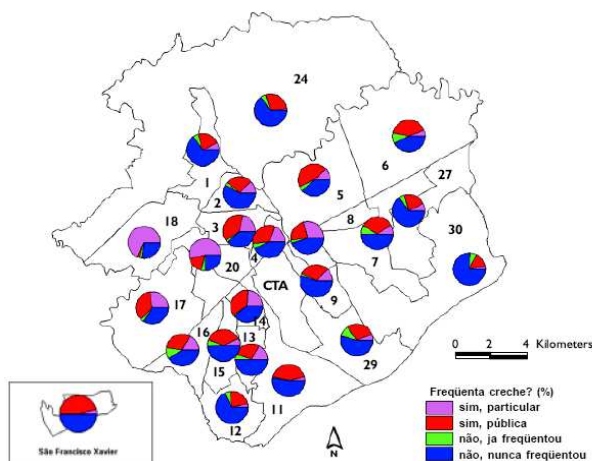 24
6
27
1
5
2
8
18
3
30
4
7
20
CTA
9
17
14
16
13
29
15
11
12
0 2 4 Kilometers
N
São Francisco Xavier
Freqüenta creche? (%)
sim, particular
sim, pública
não, ja freqüentou
não, nunca freqüentou